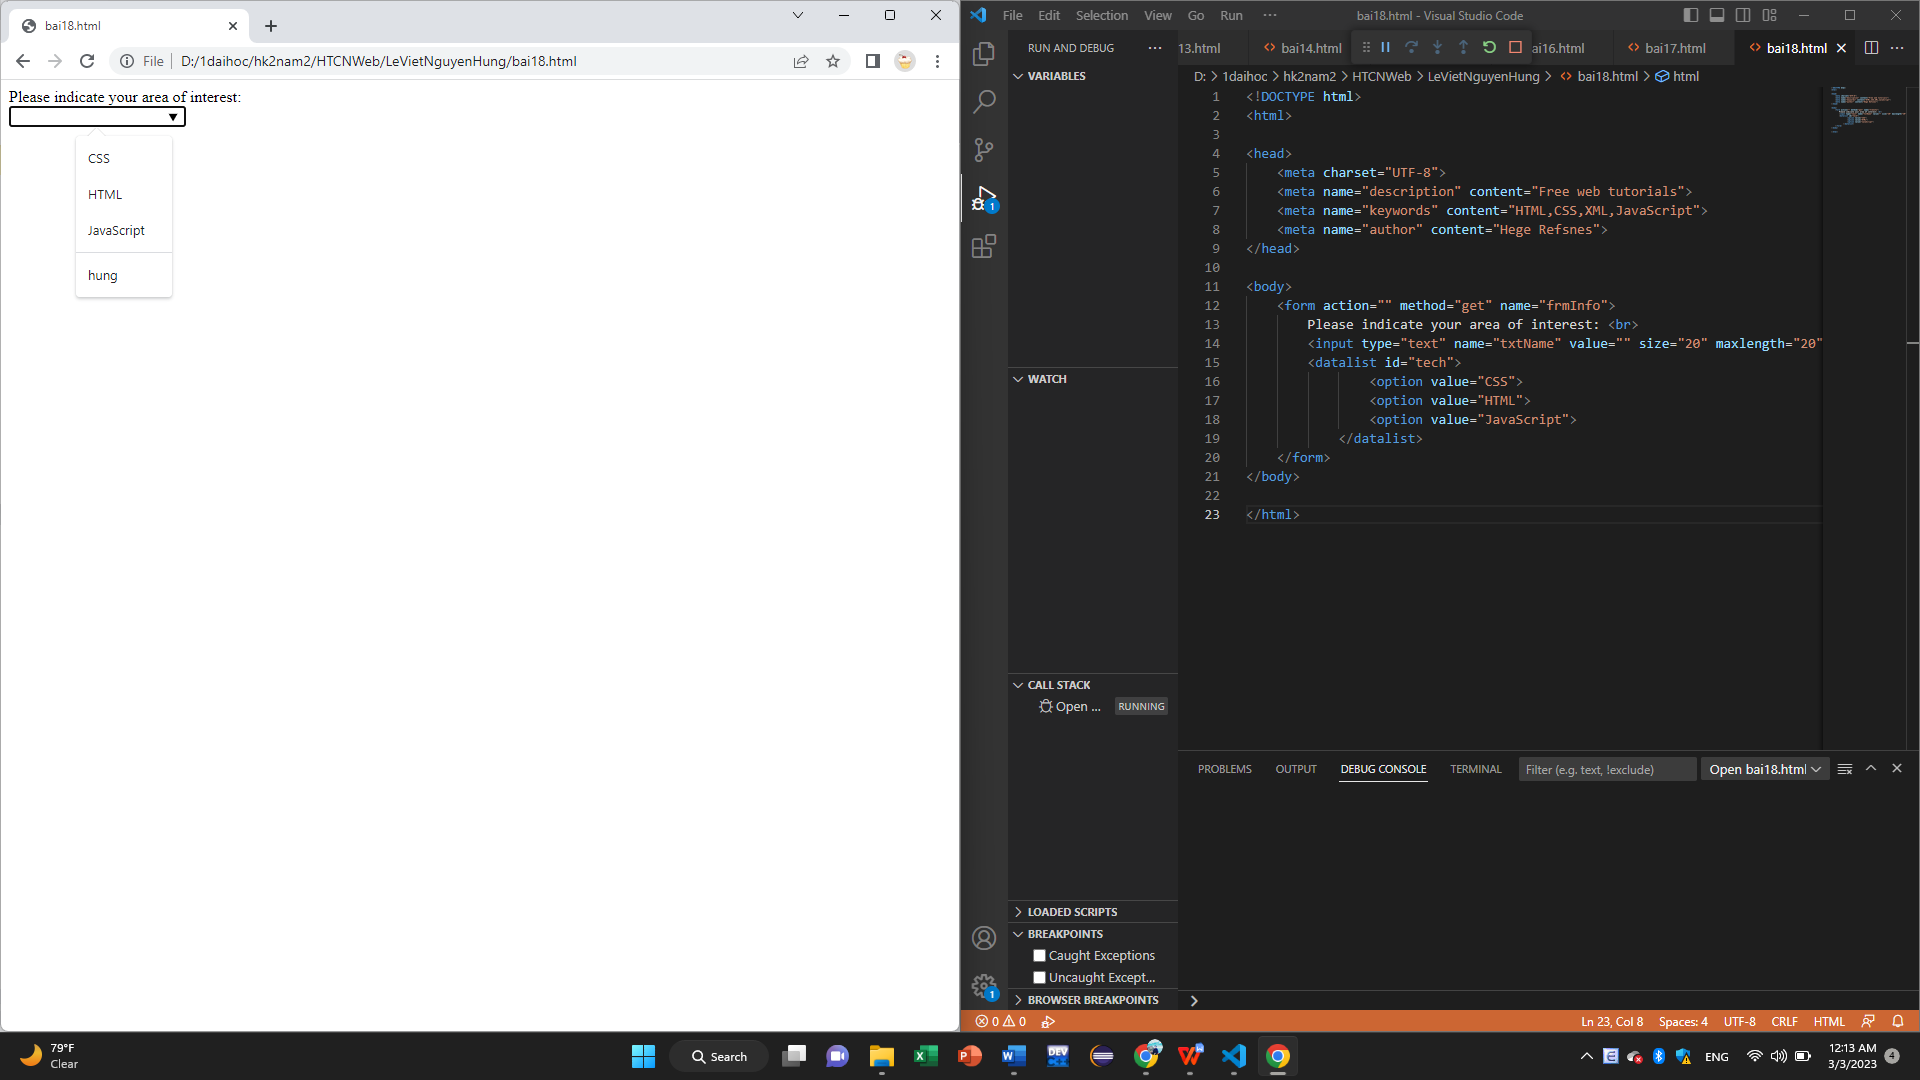 bai18.html
File D:/1daihoc/hk2nam2/HTCNWeb/LeVietNguyenHung/bai18.html
Please indicate your area of interest:
CSS
HTML
JavaScript
hung
File Edit Selection View Go Run ··· bai18.html - Visual Studio Code
RUN AND DEBUG ··· 13.html bai14.html ai16.html bai17.html bai18.html ···
VARIABLES
D: > 1daihoc > hk2nam2 > HTCNWeb > LeVietNguyenHung > bai18.html > html
1 <!DOCTYPE html>
2 <html>
3
4 <head>
5 <meta charset="UTF-8">
6 <meta name="description" content="Free web tutorials">
7 <meta name="keywords" content="HTML,CSS,XML,JavaScript">
8 <meta name="author" content="Hege Refsnes">
9 </head>
10
11 <body>
12 <form action="" method="get" name="frmInfo">
13 Please indicate your area of interest: <br>
14 <input type="text" name="txtName" value="" size="20" maxlength="20"
15 <datalist id="tech">
16 <option value="CSS">
17 <option value="HTML">
18 <option value="JavaScript">
19 </datalist>
20 </form>
21 </body>
22
23 </html>
1
WATCH
CALL STACK
Open ... RUNNING
LOADED SCRIPTS
BREAKPOINTS
Caught Exceptions
Uncaught Except...
BROWSER BREAKPOINTS
1
PROBLEMS OUTPUT DEBUG CONSOLE TERMINAL Filter (e.g. text, !exclude) Open bai18.html
>
0 0 Ln 23, Col 8 Spaces: 4 UTF-8 CRLF HTML
79°F
Clear
Search
DEV
C++
ENG
12:13 AM
3/3/2023
4